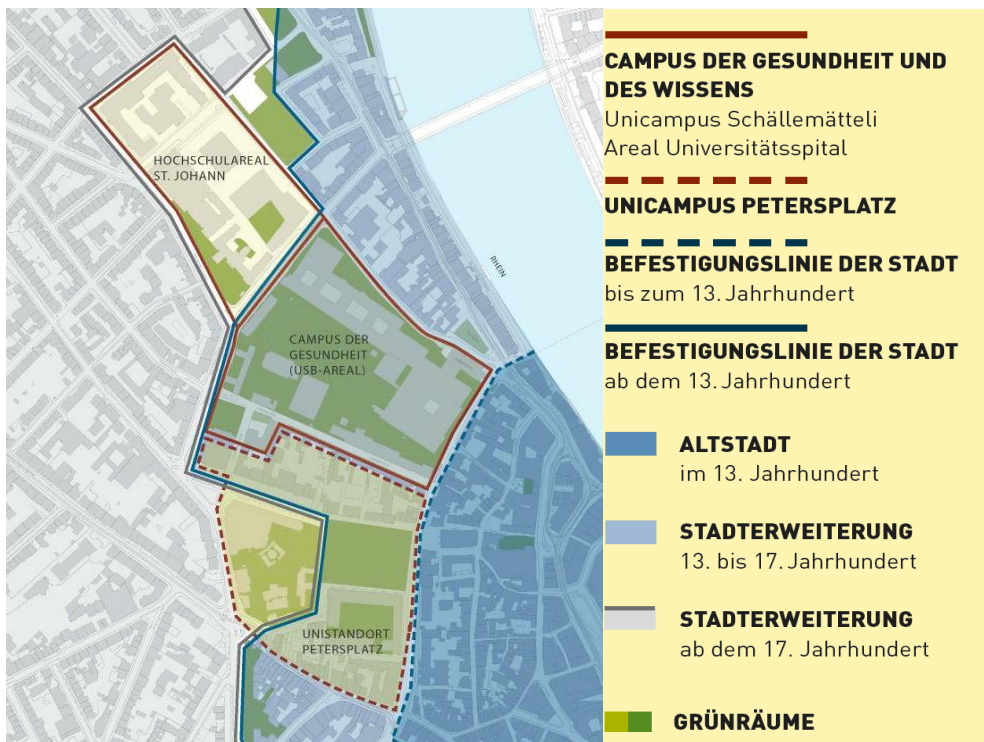 HOCHSCHULAREAL
ST. JOHANN
RHEIN
CAMPUS DER
GESUNDHEIT
(USB-AREAL)
UNISTANDORT
PETERSPLATZ
CAMPUS DER GESUNDHEIT UND
DES WISSENS
Unicampus Schällemätteli
Areal Universitätsspital
UNICAMPUS PETERSPLATZ
BEFESTIGUNGSLINIE DER STADT
bis zum 13. Jahrhundert
BEFESTIGUNGSLINIE DER STADT
ab dem 13. Jahrhundert
ALTSTADT
im 13. Jahrhundert
STADTERWEITERUNG
13. bis 17. Jahrhundert
STADTERWEITERUNG
ab dem 17. Jahrhundert
GRÜNRÄUME